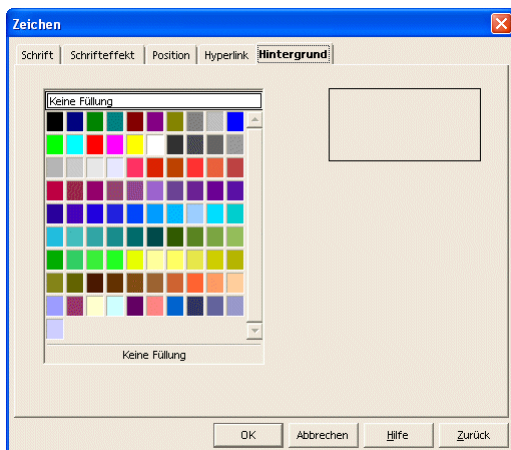 Zeichen
Schrift Schrifteffekt Position Hyperlink Hintergrund
Keine Füllung
Keine Füllung
OK Abbrechen Hilfe Zurück